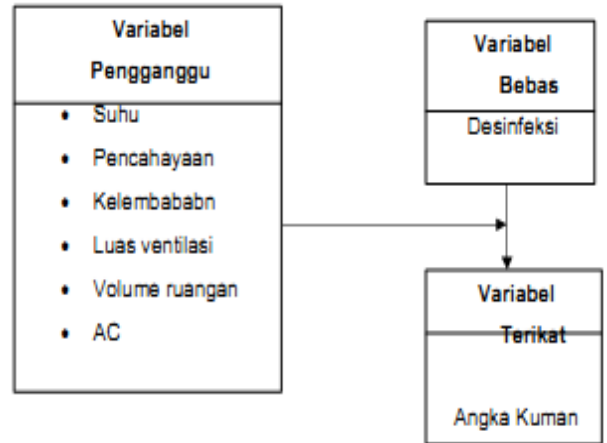 Variabel
Pengganggu
• Suhu
• Pencahayaan
• Kelembababn
• Luas ventilasi
• Volume ruangan
• AC
Variabel
Bebas
Desinfeksi
Variabel
Terikat
Angka Kuman